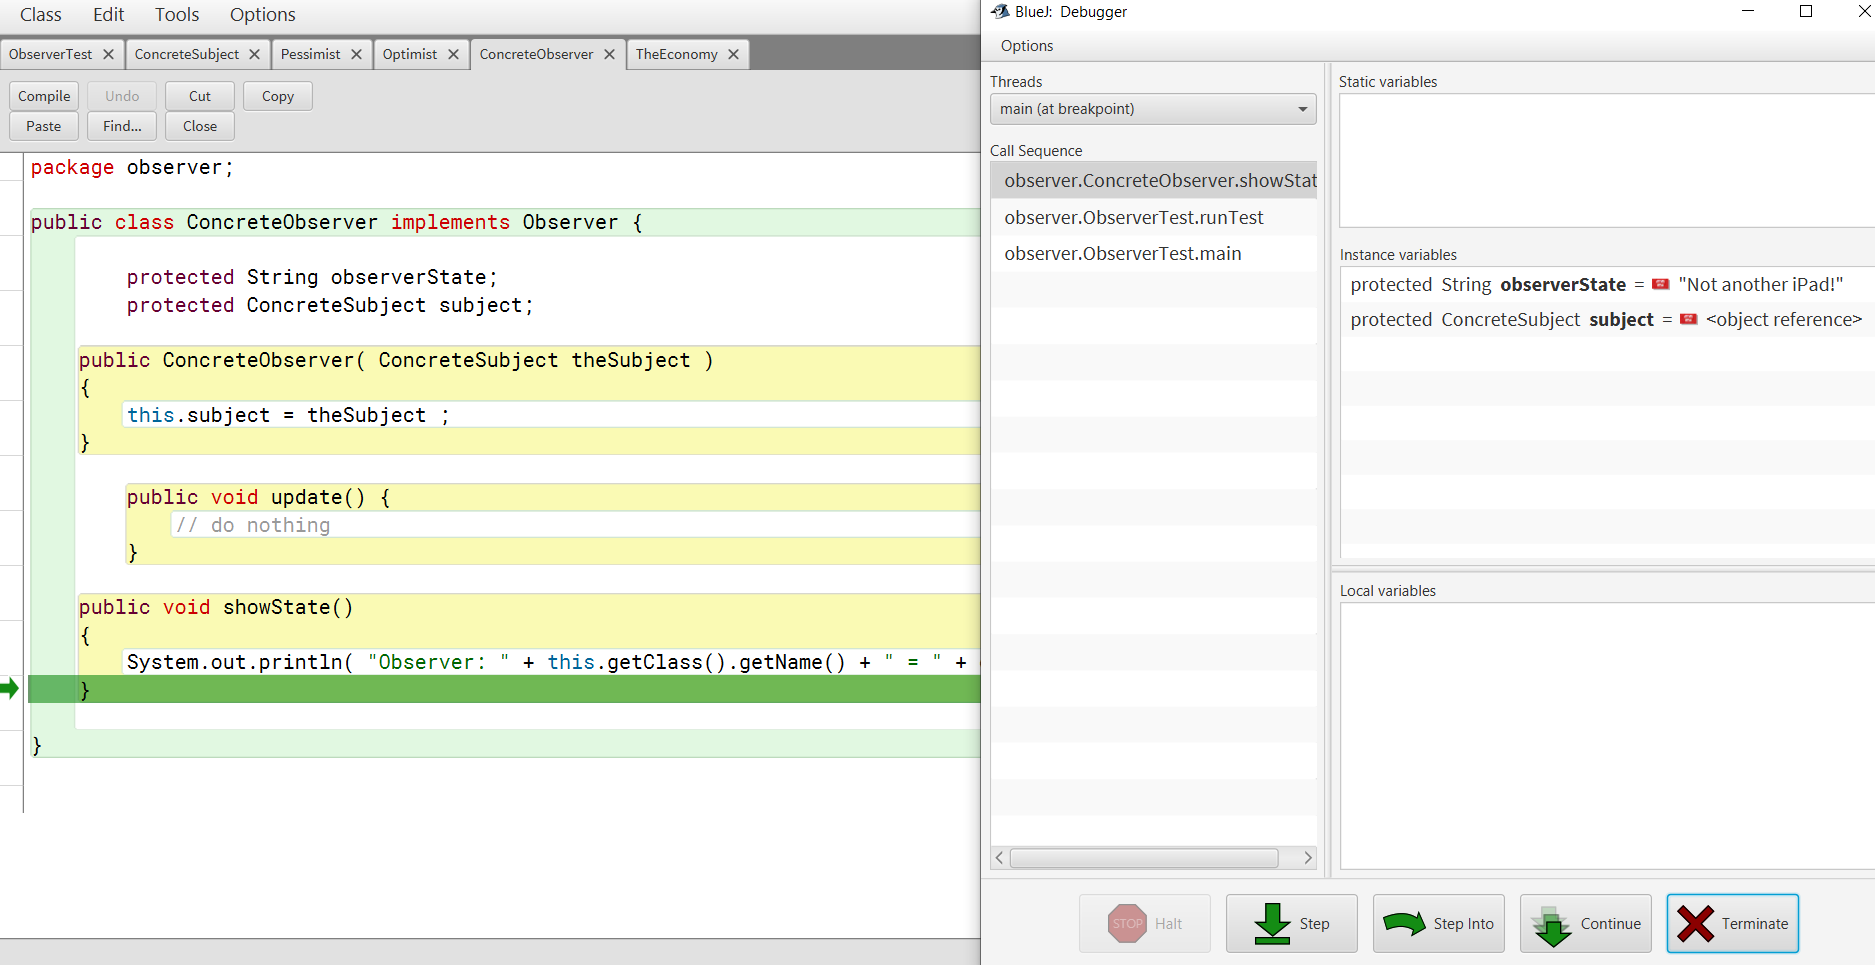 Class Edit Tools Options
ObserverTest ConcreteSubject Pessimist Optimist ConcreteObserver TheEconomy
Compile Undo Cut Copy
Paste Find... Close
package observer;
public class ConcreteObserver implements Observer {
protected String observerState;
protected ConcreteSubject subject;
public ConcreteObserver( ConcreteSubject theSubject )
{
this.subject = theSubject ;
}
public void update() {
// do nothing
}
public void showState()
{
System.out.println( "Observer: " + this.getClass().getName() + " = " +
}
}
BlueJ: Debugger
Options
Threads
main (at breakpoint)
Call Sequence
observer.ConcreteObserver.showStat
observer.ObserverTest.runTest
observer.ObserverTest.main
Static variables
Instance variables
protected String observerState = "Not another iPad!"
protected ConcreteSubject subject = <object reference>
Local variables
STOP Halt Step Step Into Continue Terminate